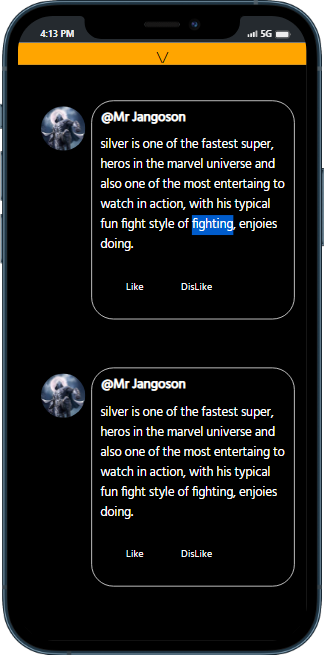 4:13 PM 5G
\/
@Mr Jangoson
silver is one of the fastest super,
heros in the marvel universe and
also one of the most entertaing to
watch in action, with his typical
fun fight style of fighting, enjoies
doing.
Like DisLike
@Mr Jangoson
silver is one of the fastest super,
heros in the marvel universe and
also one of the most entertaing to
watch in action, with his typical
fun fight style of fighting, enjoies
doing.
Like DisLike